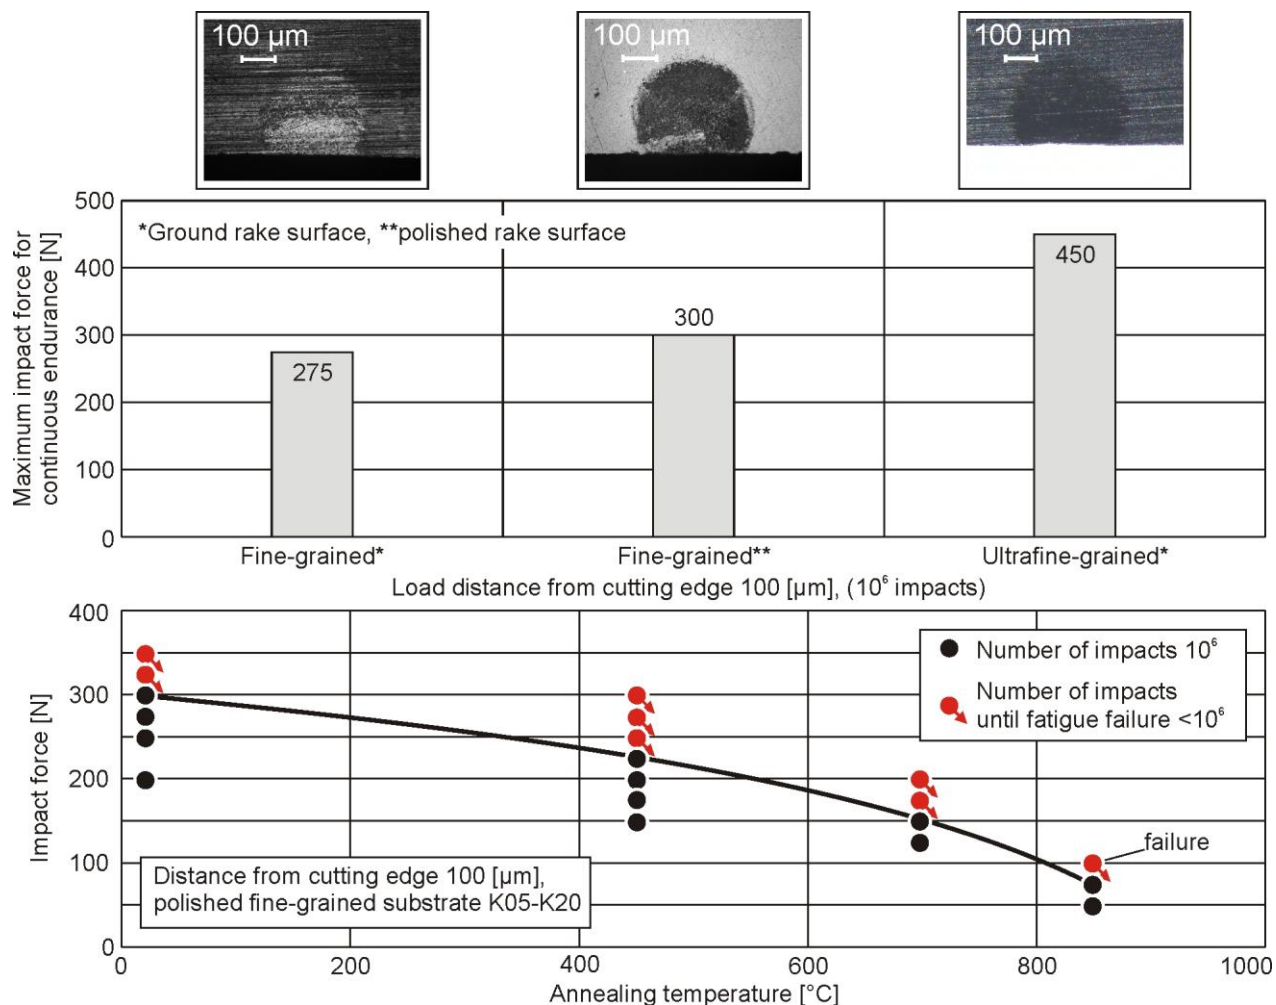 100 µm
100 µm
100 µm
Maximum impact force for
continuous endurance [N]
500
400
300
200
100
0
*Ground rake surface, **polished rake surface
275
300
450
Fine-grained*
Fine-grained**
Ultrafine-grained*
Load distance from cutting edge 100 [µm], (10⁶ impacts)
Impact force [N]
400
300
200
100
0
Number of impacts 10⁶
Number of impacts
until fatigue failure <10⁶
failure
Distance from cutting edge 100 [µm],
polished fine-grained substrate K05-K20
0
200
400
600
800
1000
Annealing temperature [°C]